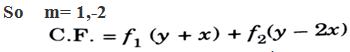 So m= 1,-2
C.F. = f₁ (y + x) + f₂(y − 2x)